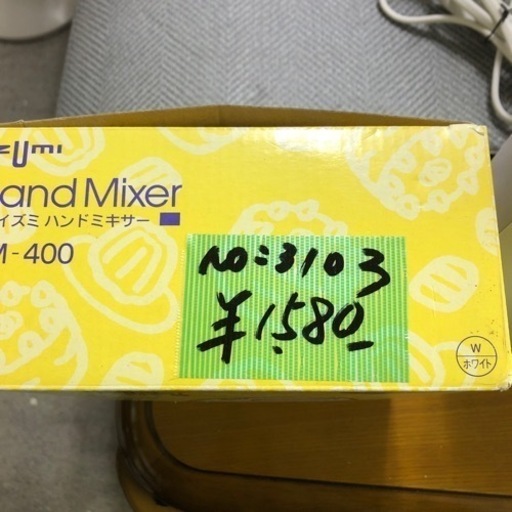 zumi
and Mixer
イズミ ハンドミキサー
M-400
NO:3103
¥1580
W
ホワイト